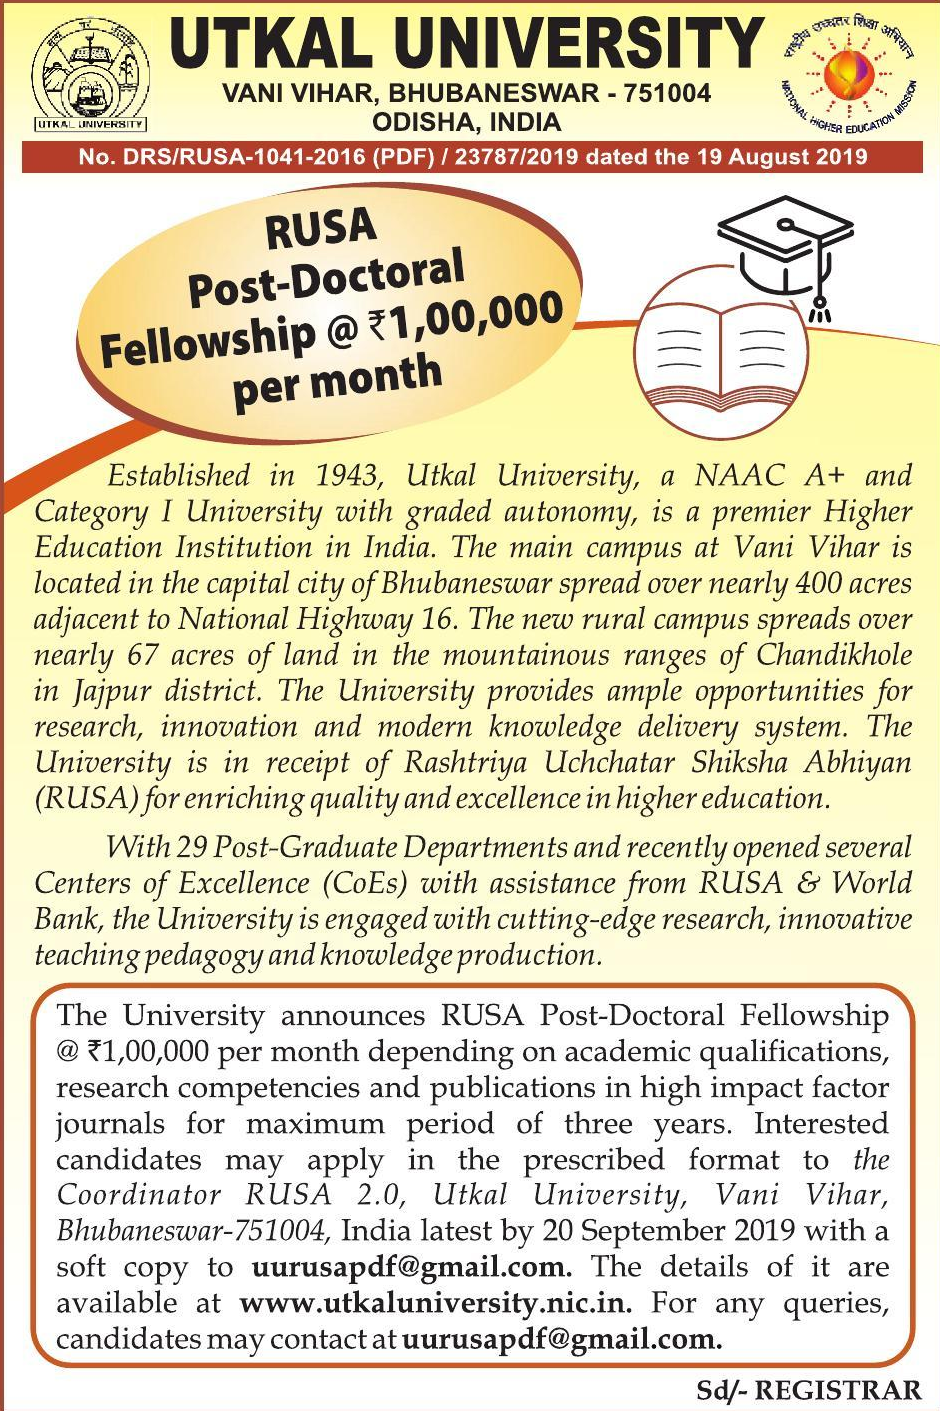 UTKAL UNIVERSITY
VANI VIHAR, BHUBANESWAR - 751004
ODISHA, INDIA
UTKAL UNIVERSITY
राष्ट्रीय उच्चतर शिक्षा अभियान
NATIONAL HIGHER EDUCATION MISSION
No. DRS/RUSA-1041-2016 (PDF) / 23787/2019 dated the 19 August 2019
RUSA
Post-Doctoral
Fellowship @ ₹1,00,000
per month
Established in 1943, Utkal University, a NAAC A+ and
Category I University with graded autonomy, is a premier Higher
Education Institution in India. The main campus at Vani Vihar is
located in the capital city of Bhubaneswar spread over nearly 400 acres
adjacent to National Highway 16. The new rural campus spreads over
nearly 67 acres of land in the mountainous ranges of Chandikhole
in Jajpur district. The University provides ample opportunities for
research, innovation and modern knowledge delivery system. The
University is in receipt of Rashtriya Uchchatar Shiksha Abhiyan
(RUSA) for enriching quality and excellence in higher education.
With 29 Post-Graduate Departments and recently opened several
Centers of Excellence (CoEs) with assistance from RUSA & World
Bank, the University is engaged with cutting-edge research, innovative
teaching pedagogy and knowledge production.
The University announces RUSA Post-Doctoral Fellowship
@ ₹1,00,000 per month depending on academic qualifications,
research competencies and publications in high impact factor
journals for maximum period of three years. Interested
candidates may apply in the prescribed format to the
Coordinator RUSA 2.0, Utkal University, Vani Vihar,
Bhubaneswar-751004, India latest by 20 September 2019 with a
soft copy to uurusapdf@gmail.com. The details of it are
available at www.utkaluniversity.nic.in. For any queries,
candidates may contact at uurusapdf@gmail.com.
Sd/- REGISTRAR